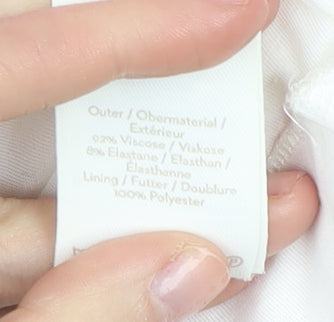 Outer / Obermaterial /
Extérieur
92% Viscose / Viskose
8% Elastane / Elasthan /
Élasthanne
Lining / Futter / Doublure
100% Polyester
P